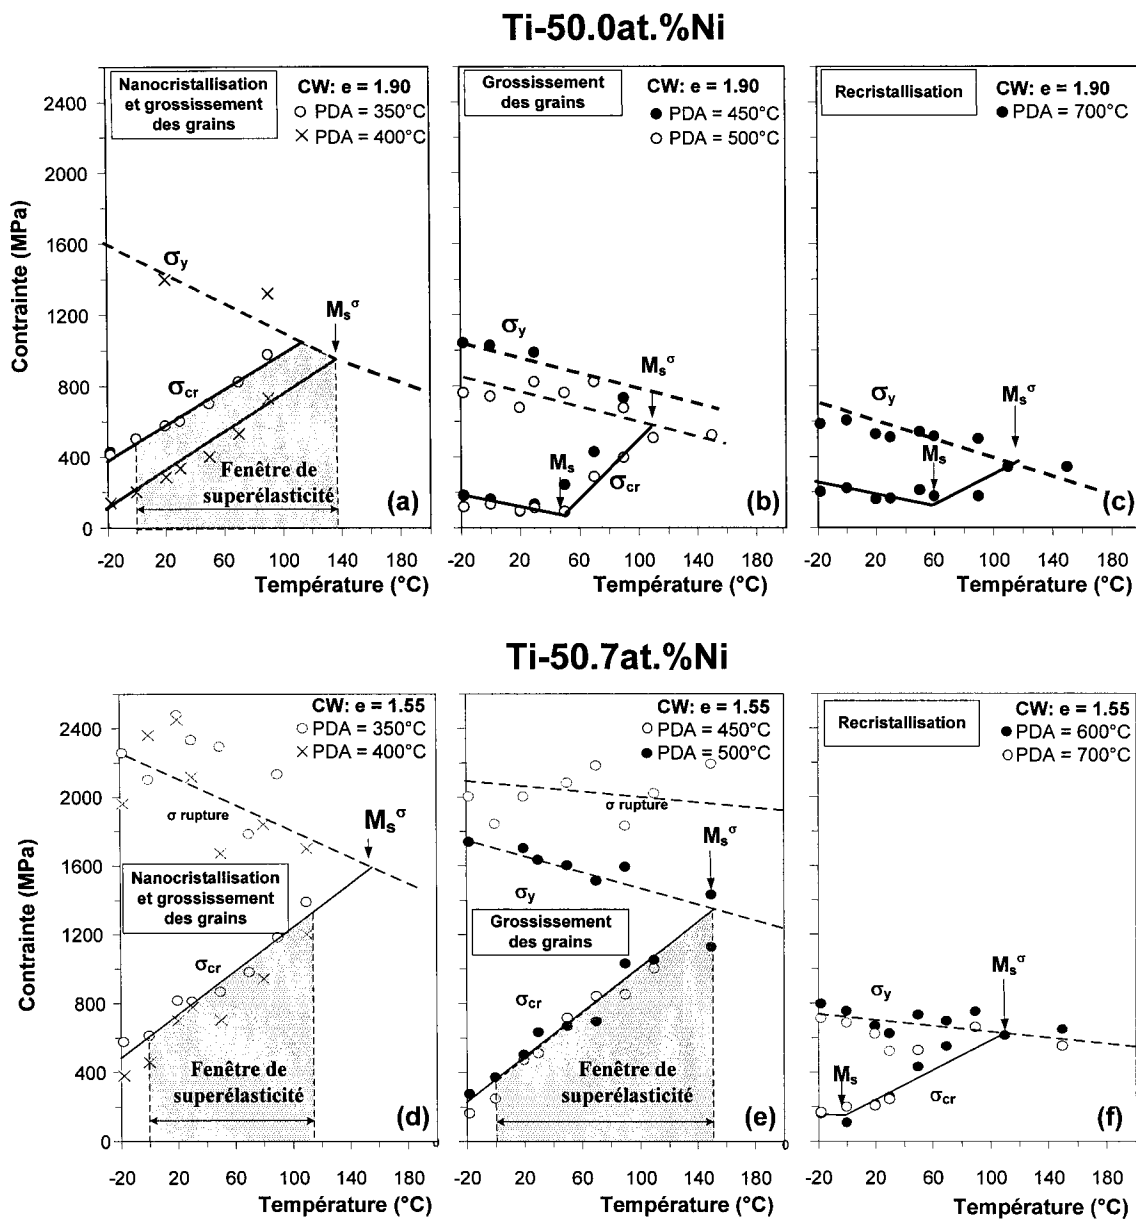 Ti-50.0at.%Ni
Contrainte (MPa)
2400
2000
1600
1200
800
400
0
Nanocristallisation
et grossissement
des grains
CW: e = 1.90
○ PDA = 350°C
× PDA = 400°C
σy
Msσ
σcr
Fenêtre de
superélasticité
(a)
-20 20 60 100 140 180
Température (°C)
Grossissement
des grains
CW: e = 1.90
● PDA = 450°C
○ PDA = 500°C
σy
Msσ
Ms
σcr
(b)
-20 20 60 100 140 180
Température (°C)
Recristallisation
CW: e = 1.90
● PDA = 700°C
σy
Msσ
Ms
(c)
-20 20 60 100 140 180
Température (°C)
Ti-50.7at.%Ni
Contrainte (MPa)
2400
2000
1600
1200
800
400
0
CW: e = 1.55
○ PDA = 350°C
× PDA = 400°C
σ rupture
Msσ
Nanocristallisation
et grossissement
des grains
σcr
Fenêtre de
superélasticité
(d)
0
-20 20 60 100 140 180
Température (°C)
CW: e = 1.55
○ PDA = 450°C
● PDA = 500°C
σ rupture
Msσ
σy
Grossissement
des grains
σcr
Fenêtre de
superélasticité
(e)
0
-20 20 60 100 140 180
Température (°C)
Recristallisation
CW: e = 1.55
● PDA = 600°C
○ PDA = 700°C
Msσ
σy
Ms
σcr
(f)
-20 20 60 100 140 180
Température (°C)